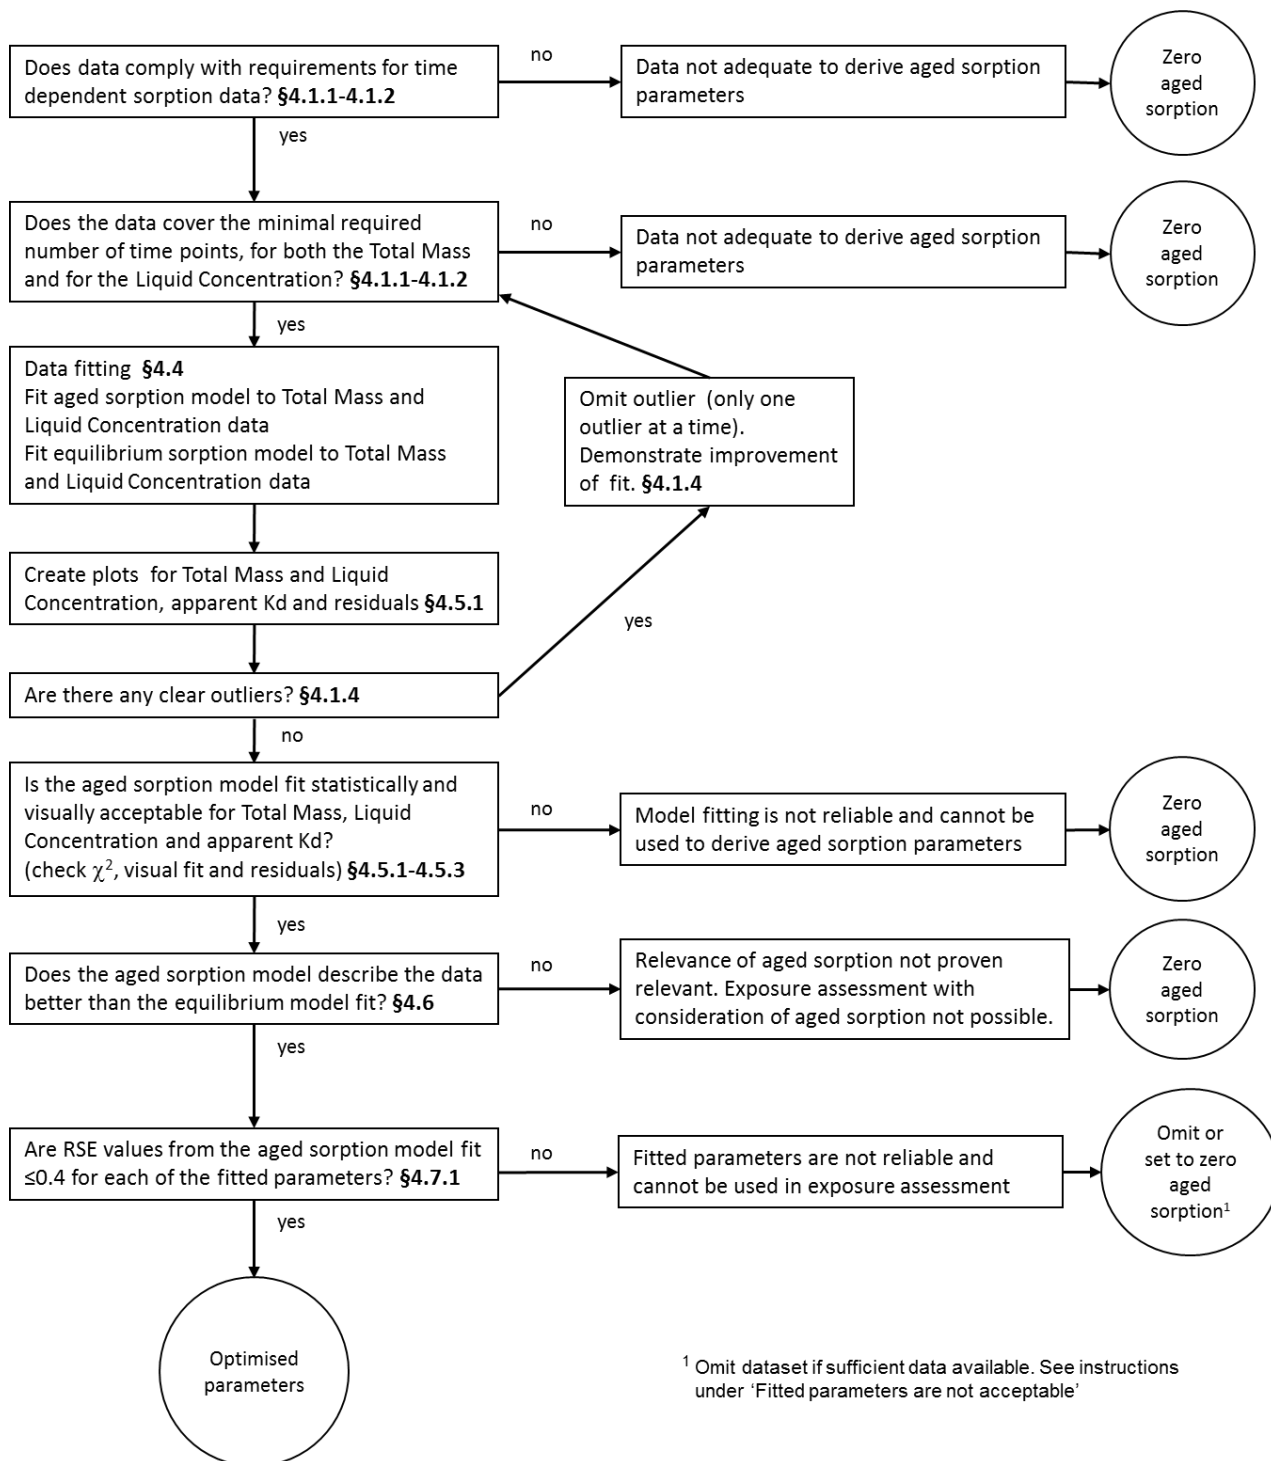 Does data comply with requirements for time
dependent sorption data? §4.1.1-4.1.2
no
Data not adequate to derive aged sorption
parameters
Zero
aged
sorption
yes
Does the data cover the minimal required
number of time points, for both the Total Mass
and for the Liquid Concentration? §4.1.1-4.1.2
no
Data not adequate to derive aged sorption
parameters
Zero
aged
sorption
yes
Data fitting §4.4
Fit aged sorption model to Total Mass and
Liquid Concentration data
Fit equilibrium sorption model to Total Mass
and Liquid Concentration data
Omit outlier (only one
outlier at a time).
Demonstrate improvement
of fit. §4.1.4
Create plots for Total Mass and Liquid
Concentration, apparent Kd and residuals §4.5.1
yes
Are there any clear outliers? §4.1.4
no
Is the aged sorption model fit statistically and
visually acceptable for Total Mass, Liquid
Concentration and apparent Kd?
(check χ², visual fit and residuals) §4.5.1-4.5.3
no
Model fitting is not reliable and cannot be
used to derive aged sorption parameters
Zero
aged
sorption
yes
Does the aged sorption model describe the data
better than the equilibrium model fit? §4.6
no
Relevance of aged sorption not proven
relevant. Exposure assessment with
consideration of aged sorption not possible.
Zero
aged
sorption
yes
Are RSE values from the aged sorption model fit
≤0.4 for each of the fitted parameters? §4.7.1
no
Fitted parameters are not reliable and
cannot be used in exposure assessment
Omit or
set to zero
aged
sorption¹
yes
Optimised
parameters
¹ Omit dataset if sufficient data available. See instructions
under ‘Fitted parameters are not acceptable’